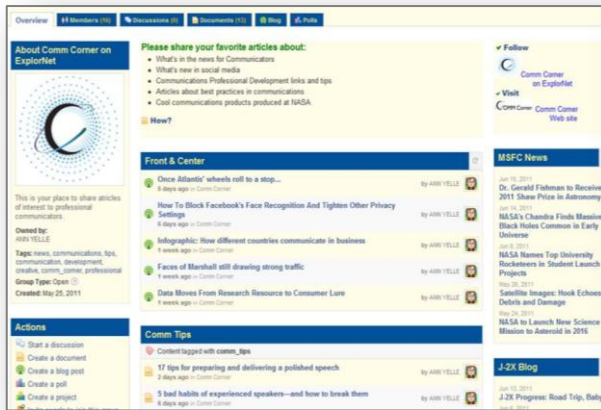 Overview
Members (10)
Discussions (0)
Documents (13)
Blog
Polls
About Comm Corner on
ExplorNet
This is your place to share atricles
of interest to professional
communicators.
Owned by:
ANN YELLE
Tags: news, communications, tips,
communication, development,
creative, comm_corner, professional
Group Type: Open
Created: May 25, 2011
Actions
Start a discussion
Create a document
Create a blog post
Create a poll
Create a project
Please share your favorite articles about:
What's in the news for Communicators
What's new in social media
Communications Professional Development links and tips
Articles about best practices in communications
Cool communications products produced at NASA
How?
Front & Center
Once Atlantis' wheels roll to a stop...
5 days ago in Comm Corner
by ANN YELLE
How To Block Facebook's Face Recognition And Tighten Other Privacy
Settings
6 days ago in Comm Corner
by ANN YELLE
Infographic: How different countries communicate in business
1 week ago in Comm Corner
by ANN YELLE
Faces of Marshall still drawing strong traffic
1 week ago in Comm Corner
by ANN YELLE
Data Moves From Research Resource to Consumer Lure
1 week ago in Comm Corner
by ANN YELLE
Comm Tips
Content tagged with comm_tips
17 tips for preparing and delivering a polished speech
2 days ago in Comm Corner
by ANN YELLE
5 bad habits of experienced speakers—and how to break them
6 days ago in Comm Corner
by ANN YELLE
Follow
Comm Corner
on ExplorNet
Visit
Comm Corner
Comm Corner
Web site
MSFC News
Jun 15, 2011
Dr. Gerald Fishman to Receive
2011 Shaw Prize in Astronomy
Jun 14, 2011
NASA's Chandra Finds Massive
Black Holes Common in Early
Universe
Jun 8, 2011
NASA Names Top University
Rocketeers in Student Launch
Projects
May 26, 2011
Satellite Images: Hook Echoes,
Debris and Damage
May 24, 2011
NASA to Launch New Science
Mission to Asteroid in 2016
J-2X Blog
Jun 10, 2011
J-2X Progress: Road Trip, Baby